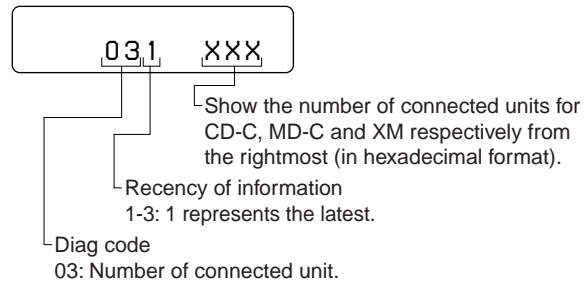 031 XXX
Show the number of connected units for
CD-C, MD-C and XM respectively from
the rightmost (in hexadecimal format).
Recency of information
1-3: 1 represents the latest.
Diag code
03: Number of connected unit.